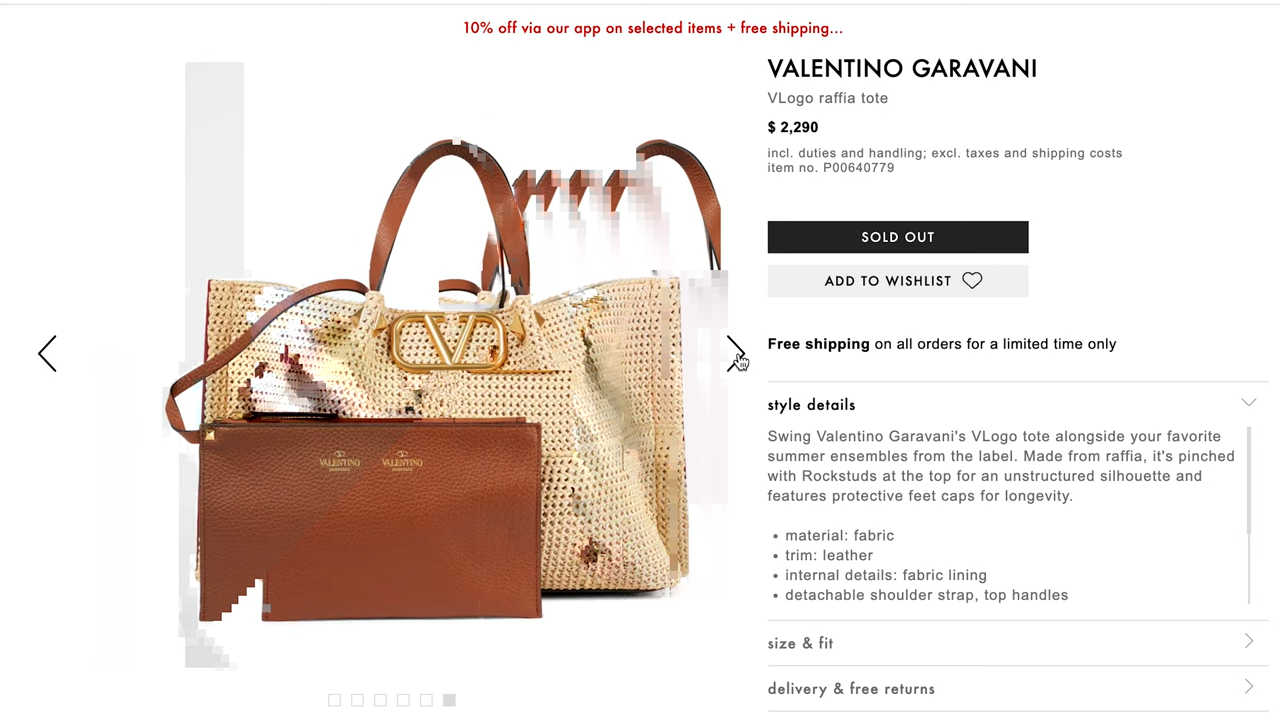 10% off via our app on selected items + free shipping...
VALENTINO GARAVANI
VLogo raffia tote
$ 2,290
incl. duties and handling; excl. taxes and shipping costs
item no. P00640779
SOLD OUT
ADD TO WISHLIST
Free shipping on all orders for a limited time only
style details
Swing Valentino Garavani's VLogo tote alongside your favorite
summer ensembles from the label. Made from raffia, it's pinched
with Rockstuds at the top for an unstructured silhouette and
features protective feet caps for longevity.
• material: fabric
• trim: leather
• internal details: fabric lining
• detachable shoulder strap, top handles
size & fit
delivery & free returns
VALENTINO VALENTINO
GARAVANI GARAVANI